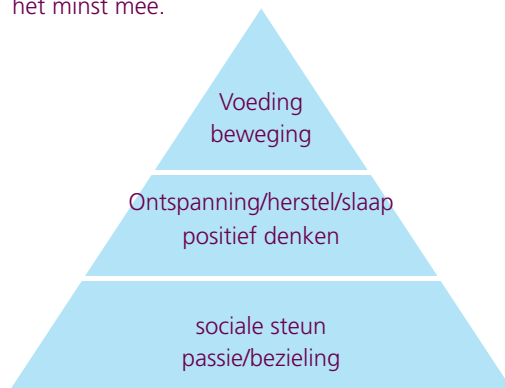 het minst mee.
Voeding
beweging
Ontspanning/herstel/slaap
positief denken
sociale steun
passie/bezieling